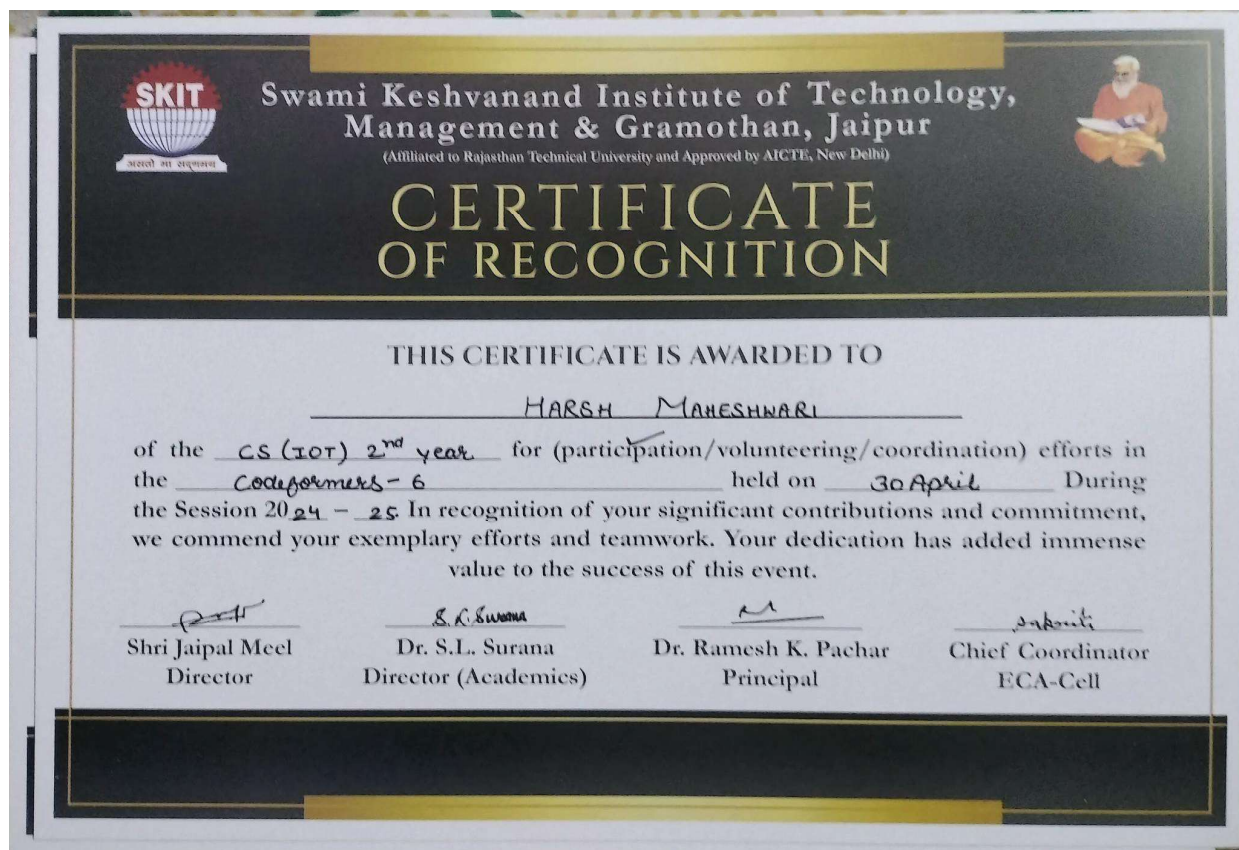 SKIT
असतो मा सद्गमय
Swami Keshvanand Institute of Technology,
Management & Gramothan, Jaipur
(Affiliated to Rajasthan Technical University and Approved by AICTE, New Delhi)
CERTIFICATE
OF RECOGNITION
THIS CERTIFICATE IS AWARDED TO
HARSH MAHESHWARI
of the CS (IOT) 2nd year for (participation/volunteering/coordination) efforts in
the Codeformers - 6 held on 30 April During
the Session 2024 - 25. In recognition of your significant contributions and commitment,
we commend your exemplary efforts and teamwork. Your dedication has added immense
value to the success of this event.
S. L. Surana
Shri Jaipal Meel Dr. S.L. Surana Dr. Ramesh K. Pachar Chief Coordinator
Director Director (Academics) Principal ECA-Cell